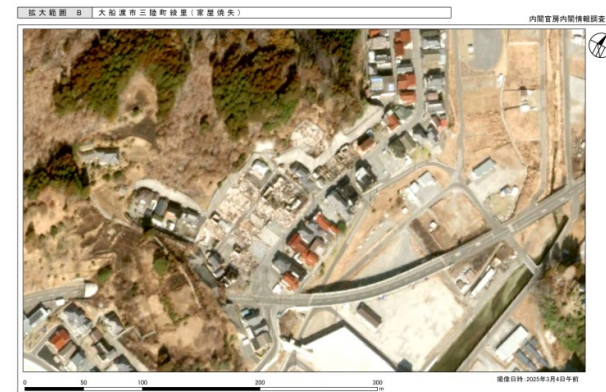 拡大範囲 B 大船渡市三陸町綾里(家屋焼失)
内閣官房内閣情報調査
0 50 100 200 300
m
撮像日時:2025年3月4日午前